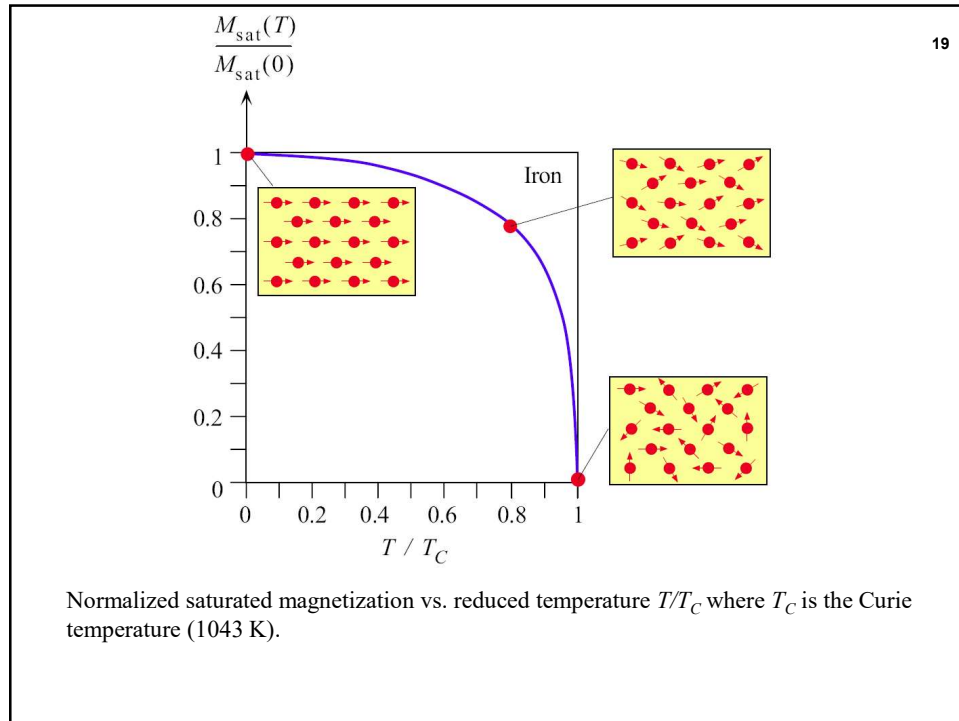 19
M_sat(T)
M_sat(0)
1
Iron
0.8
0.6
0.4
0.2
0
0 0.2 0.4 0.6 0.8 1
T / T_C
Normalized saturated magnetization vs. reduced temperature T/T_C where T_C is the Curie
temperature (1043 K).